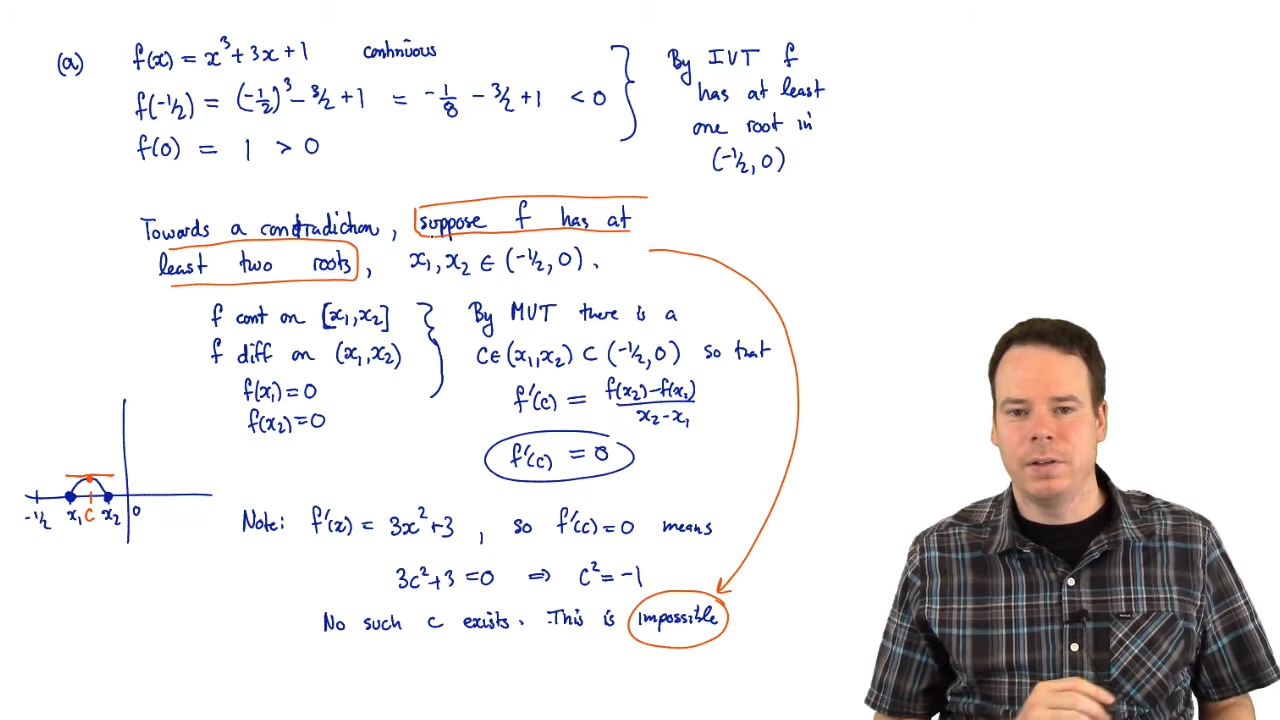 (a) f(x) = x³ + 3x + 1 continuous
f(-1/2) = (-1/2)³ - 3/2 + 1 = -1/8 - 3/2 + 1 < 0
f(0) = 1 > 0
By IVT f
has at least
one root in
(-1/2, 0)
Towards a contradiction, suppose f has at
least two roots, x₁, x₂ ∈ (-1/2, 0).
f cont on [x₁, x₂]
f diff on (x₁, x₂)
f(x₁) = 0
f(x₂) = 0
By MVT there is a
c ∈ (x₁, x₂) ⊂ (-1/2, 0) so that
f'(c) = f(x₂) - f(x₁) / x₂ - x₁
f'(c) = 0
-1/2 x₁ c x₂ 0
Note: f'(x) = 3x² + 3, so f'(c) = 0 means
3c² + 3 = 0 ⇒ c² = -1
No such c exists. This is impossible